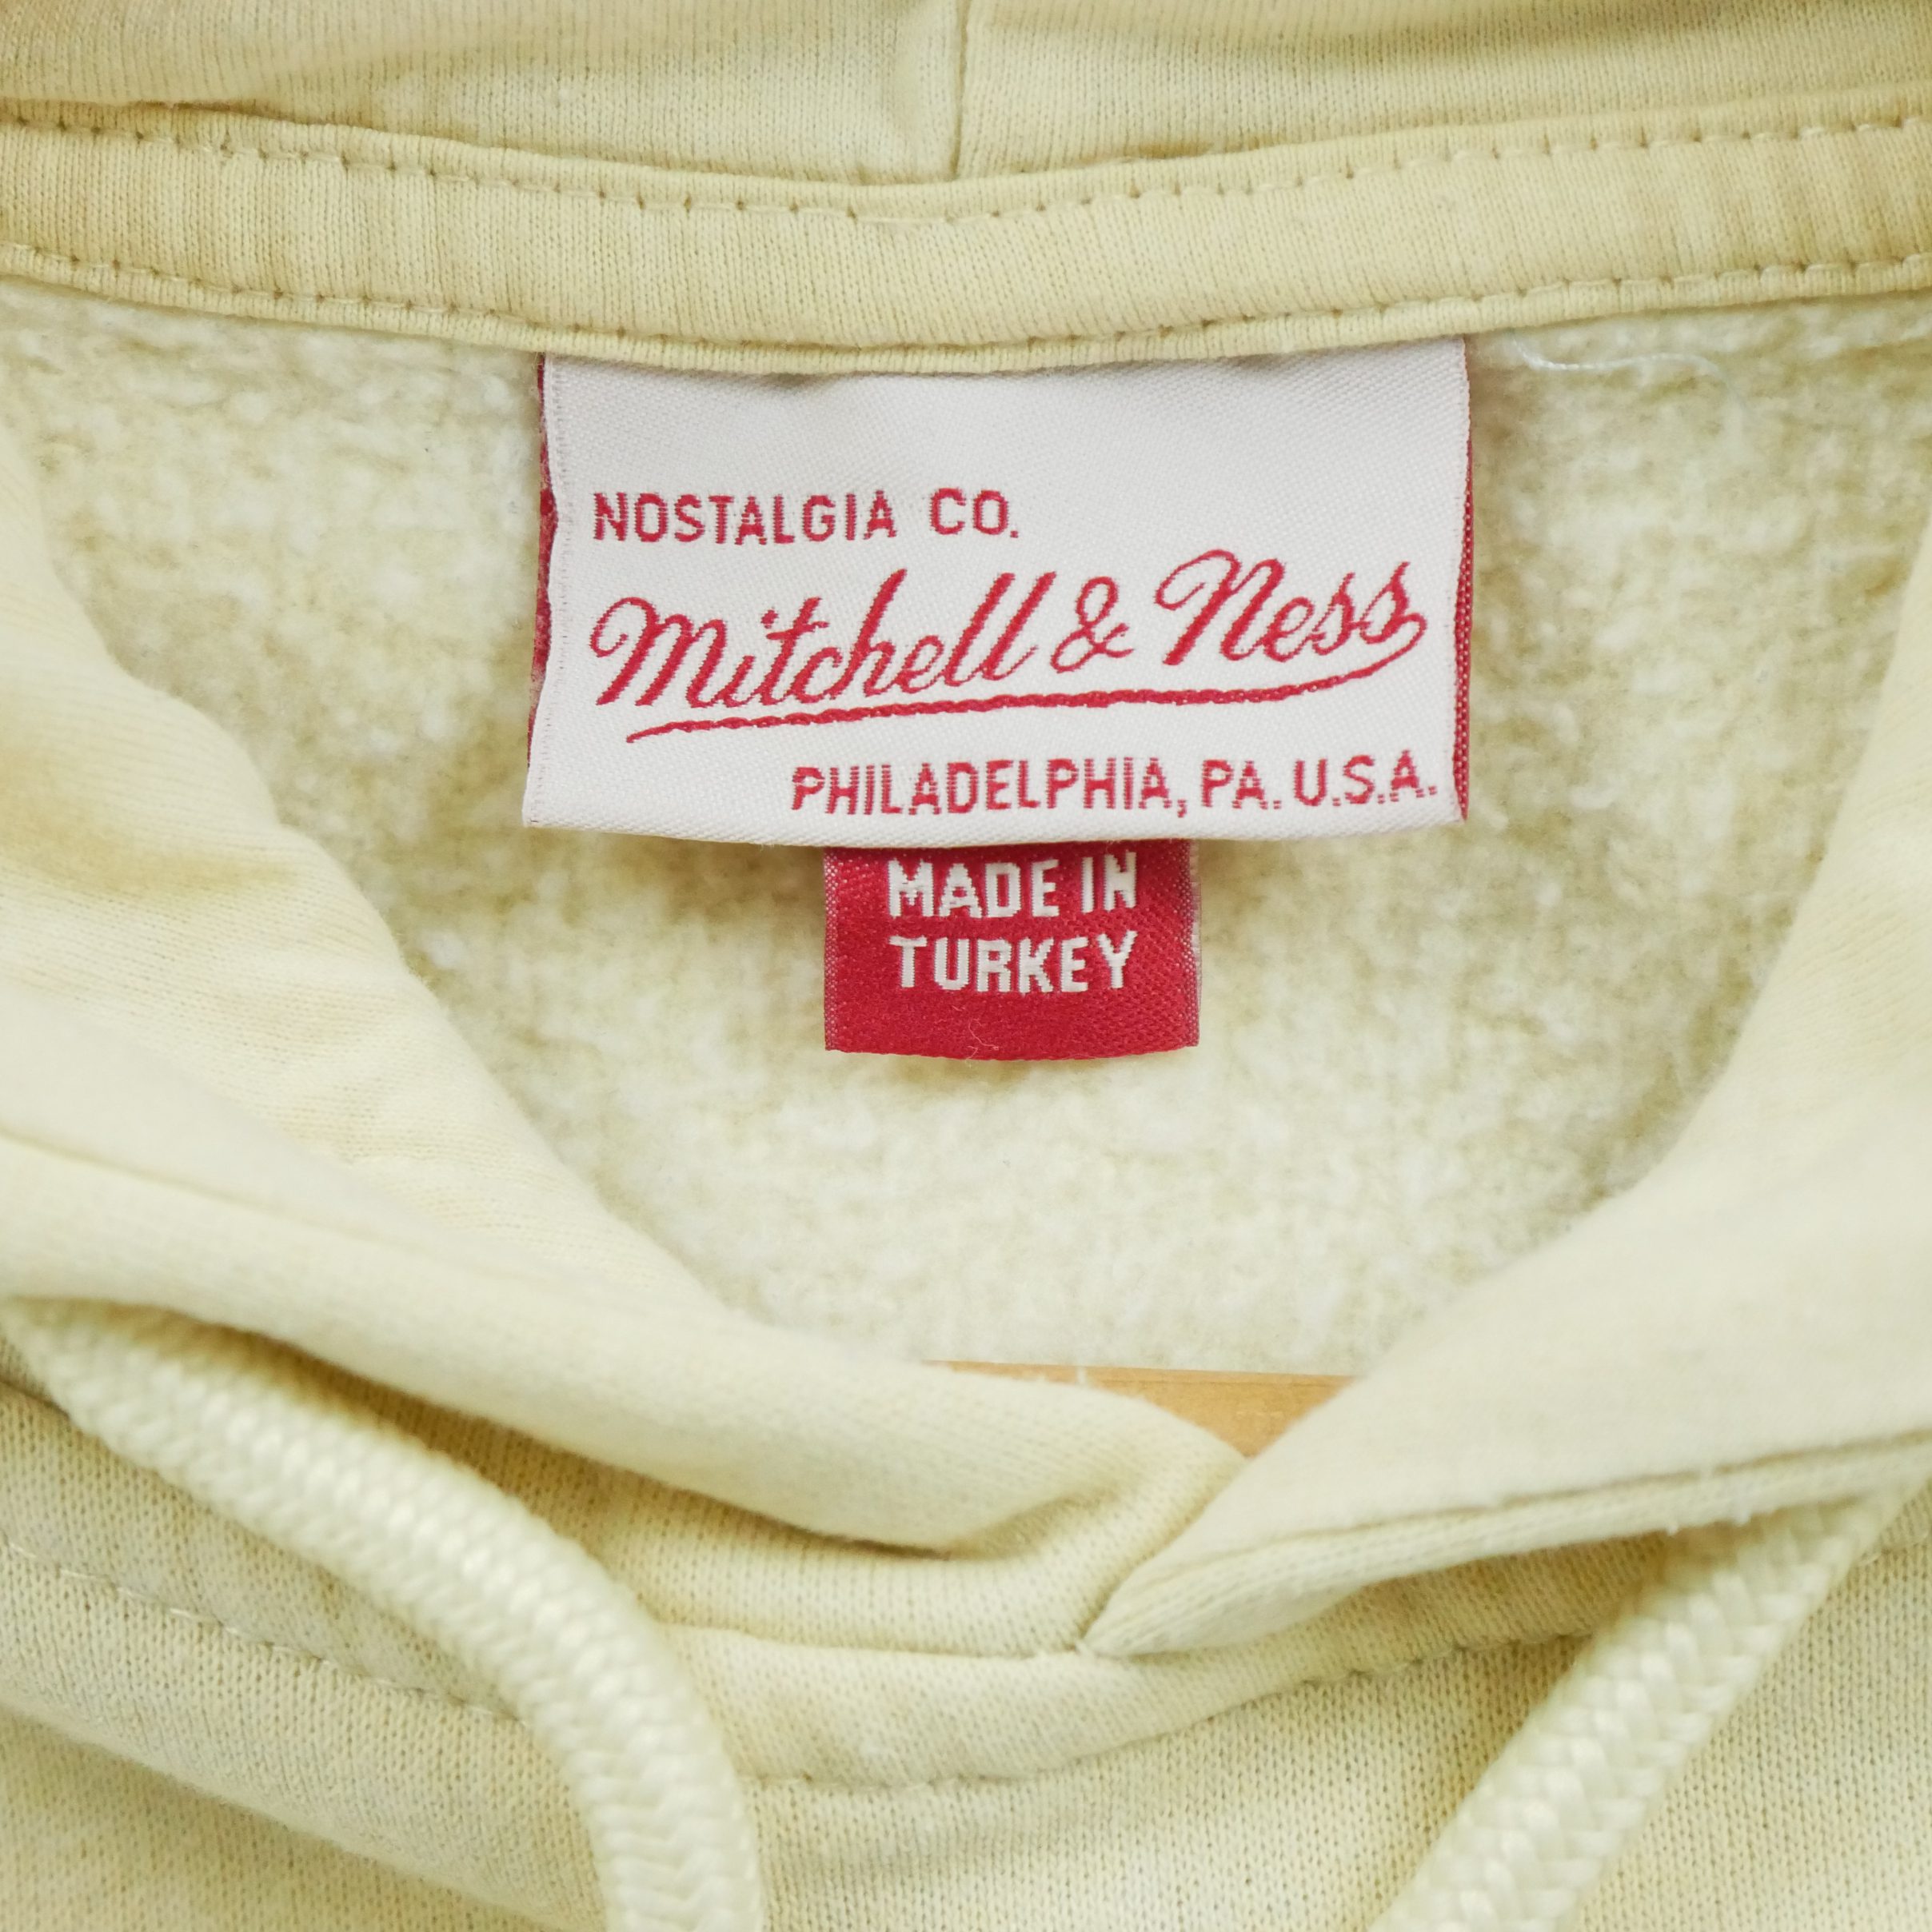 NOSTALGIA CO.
Mitchell & Ness
PHILADELPHIA, PA. U.S.A.
MADE IN
TURKEY